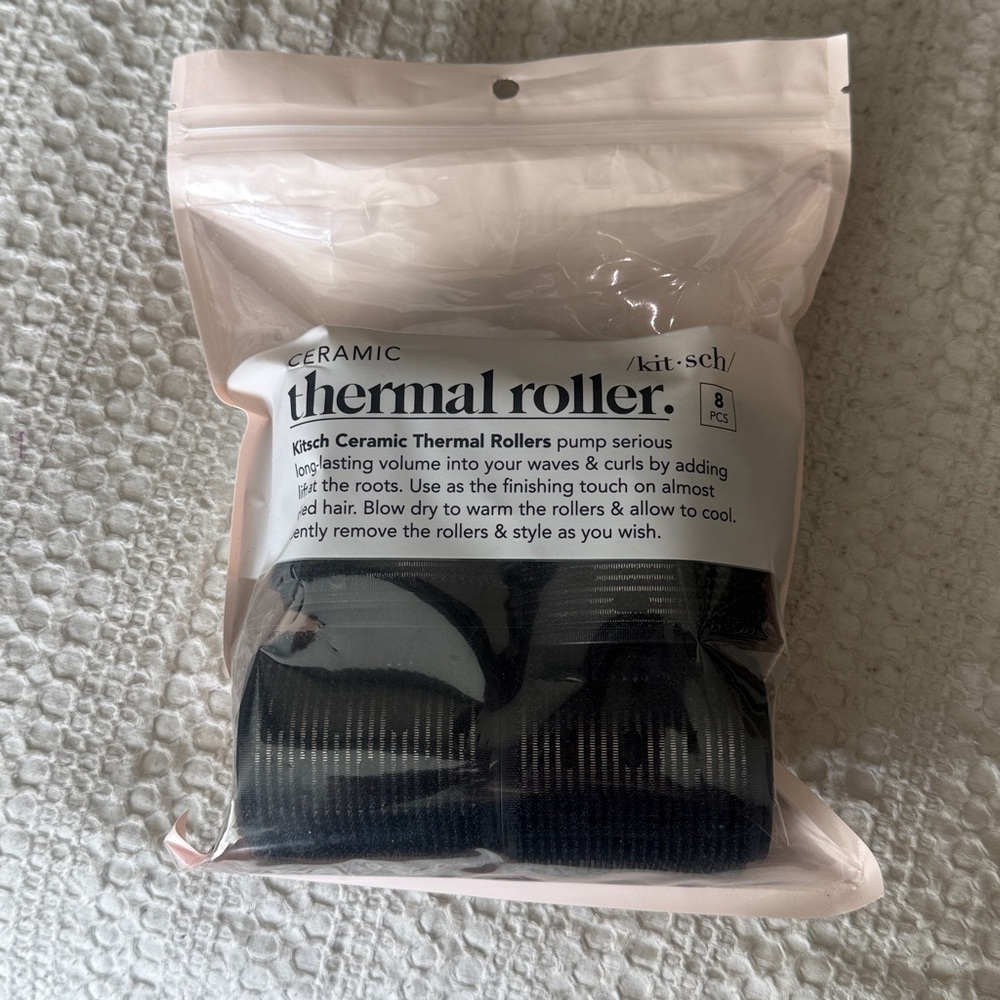 CERAMIC
/kit·sch/
thermal roller.
8
PCS
Kitsch Ceramic Thermal Rollers pump serious
long-lasting volume into your waves & curls by adding
lift at the roots. Use as the finishing touch on almost
hair. Blow dry to warm the rollers & allow to cool.
remove the rollers & style as you wish.